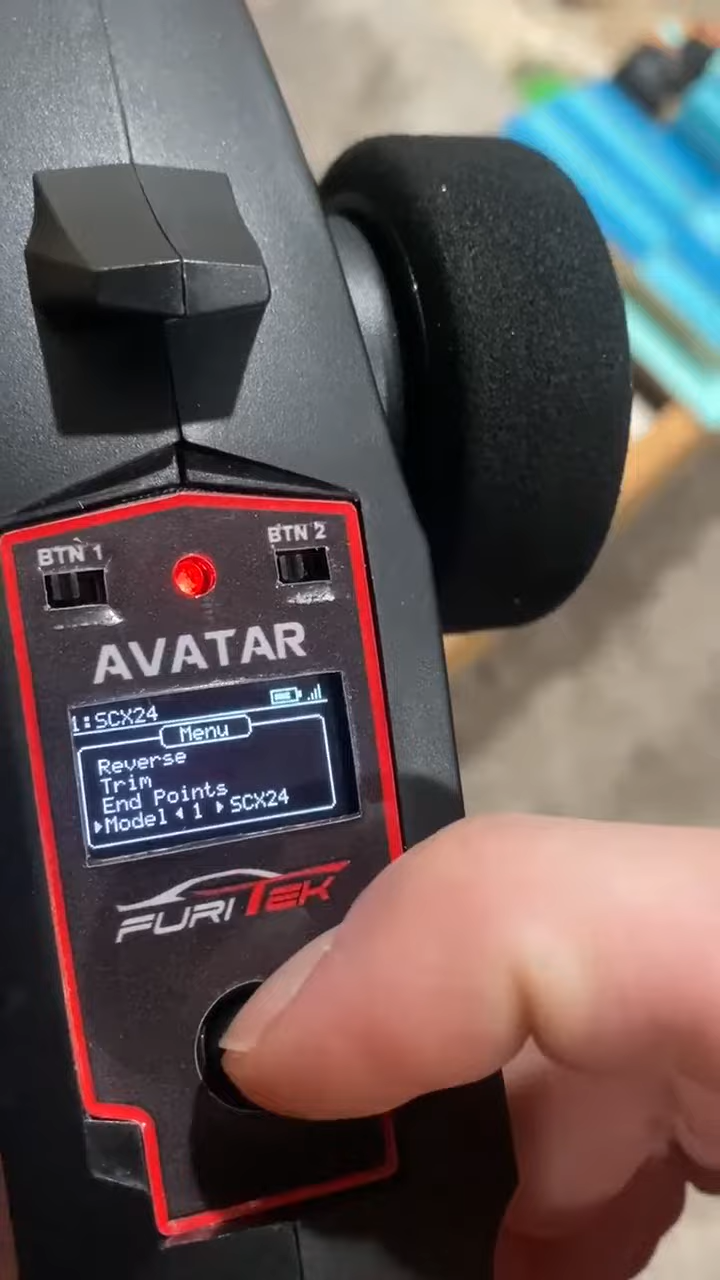 BTN 1
BTN 2
AVATAR
1:SCX24
Menu
Reverse
Trim
End Points
Model 1 SCX24
FURITEK